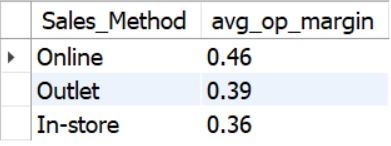 Sales_Method avg_op_margin
Online 0.46
Outlet 0.39
In-store 0.36